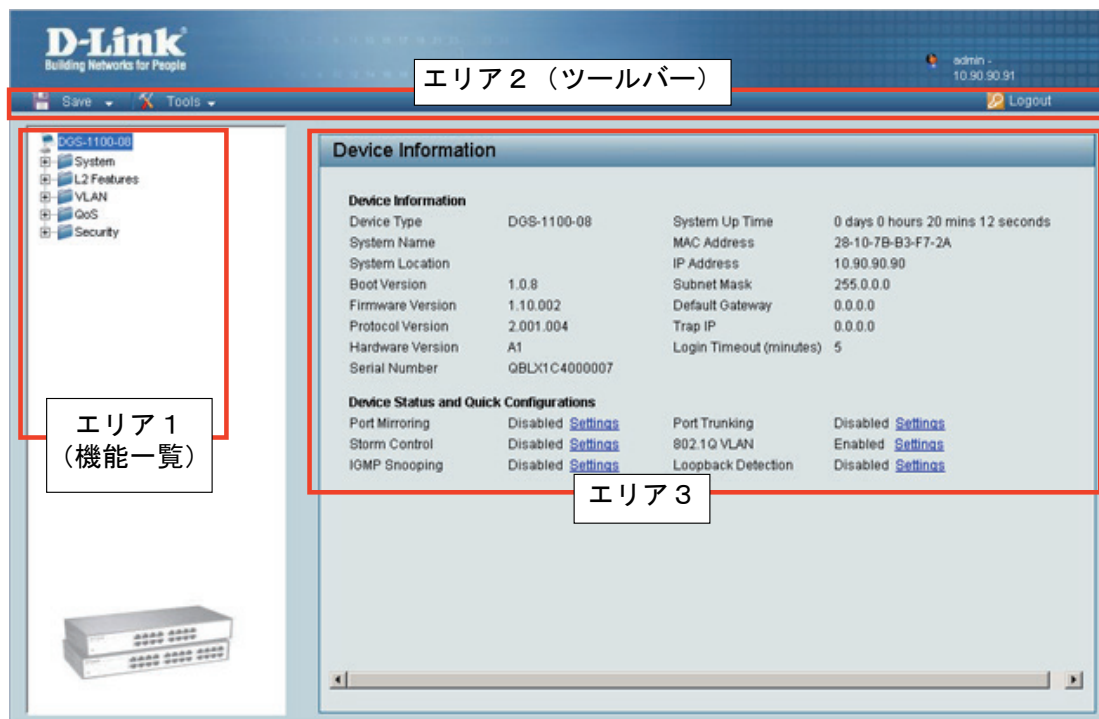 D-Link
Building Networks for People
admin -
10.90.90.91
エリア２（ツールバー）
Save Tools Logout
DGS-1100-08
System
L2 Features
VLAN
QoS
Security
エリア１
（機能一覧）
Device Information
Device Information
Device Type DGS-1100-08 System Up Time 0 days 0 hours 20 mins 12 seconds
System Name MAC Address 28-10-7B-B3-F7-2A
System Location IP Address 10.90.90.90
Boot Version 1.0.8 Subnet Mask 255.0.0.0
Firmware Version 1.10.002 Default Gateway 0.0.0.0
Protocol Version 2.001.004 Trap IP 0.0.0.0
Hardware Version A1 Login Timeout (minutes) 5
Serial Number QBLX1C4000007
Device Status and Quick Configurations
Port Mirroring Disabled Settings Port Trunking Disabled Settings
Storm Control Disabled Settings 802.1Q VLAN Enabled Settings
IGMP Snooping Disabled Settings Loopback Detection Disabled Settings
エリア３